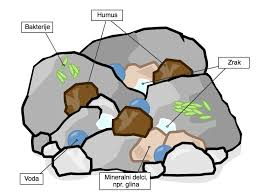 Humus
Bakterije
Zrak
Voda
Mineralni delci,
npr. glina